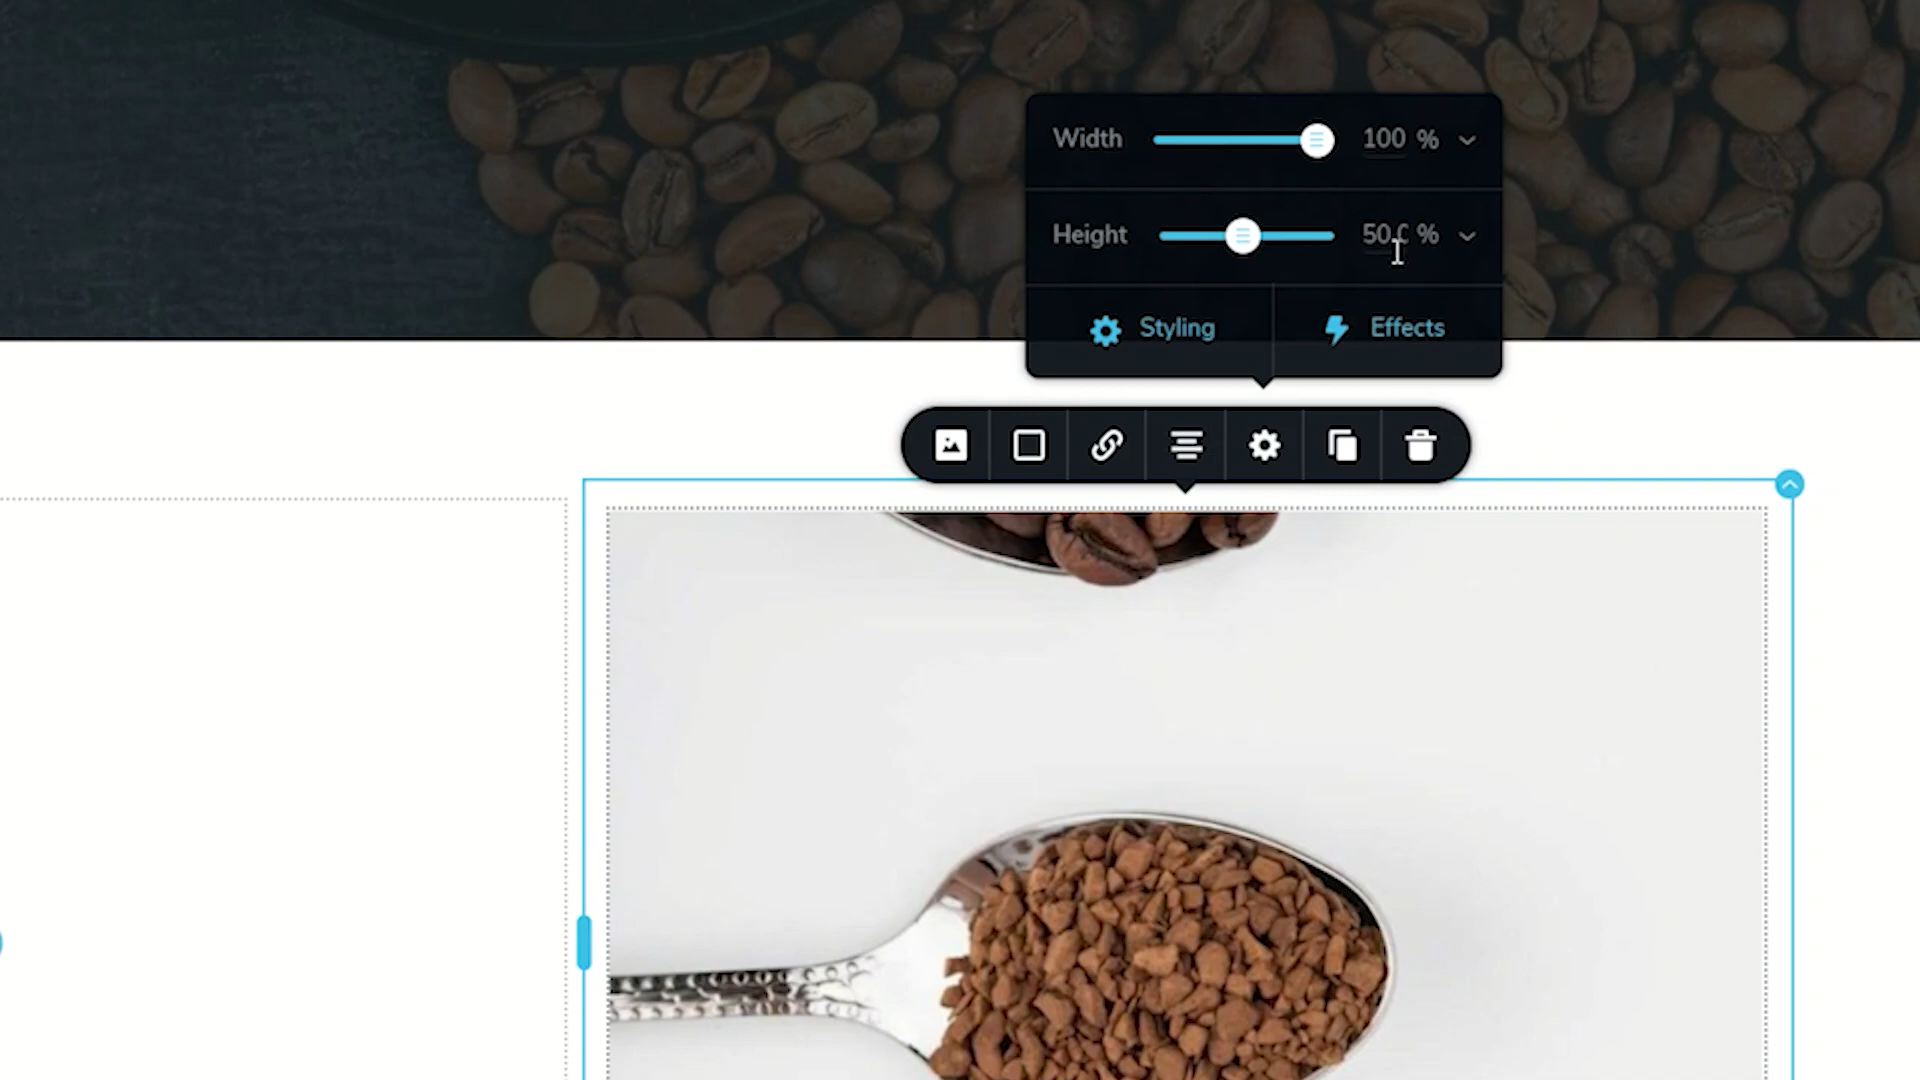 Width 100 %
Height %
Styling Effects